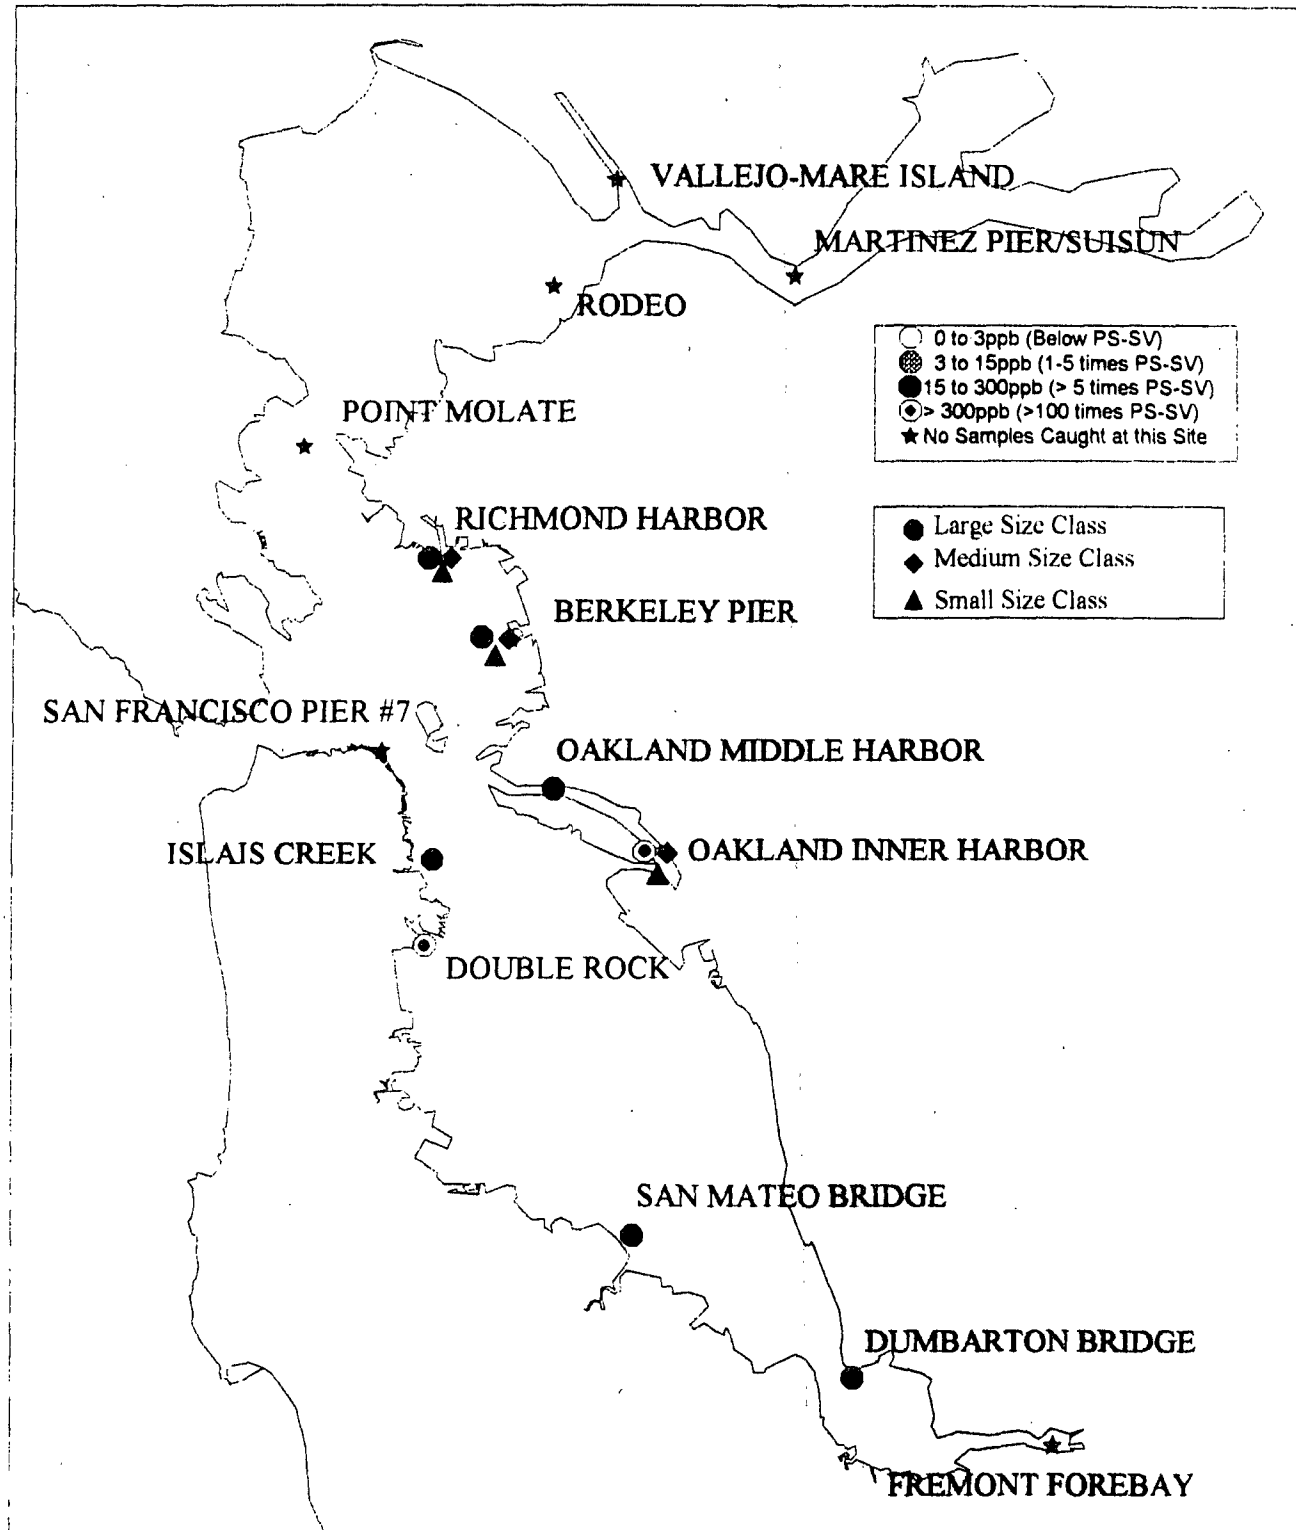 VALLEJO-MARE ISLAND
MARTINEZ PIER/SUISUN
RODEO
0 to 3ppb (Below PS-SV)
3 to 15ppb (1-5 times PS-SV)
15 to 300ppb (> 5 times PS-SV)
> 300ppb (>100 times PS-SV)
No Samples Caught at this Site
POINT MOLATE
RICHMOND HARBOR
Large Size Class
Medium Size Class
Small Size Class
BERKELEY PIER
SAN FRANCISCO PIER #7
OAKLAND MIDDLE HARBOR
ISLAIS CREEK
OAKLAND INNER HARBOR
DOUBLE ROCK
SAN MATEO BRIDGE
DUMBARTON BRIDGE
FREMONT FOREBAY